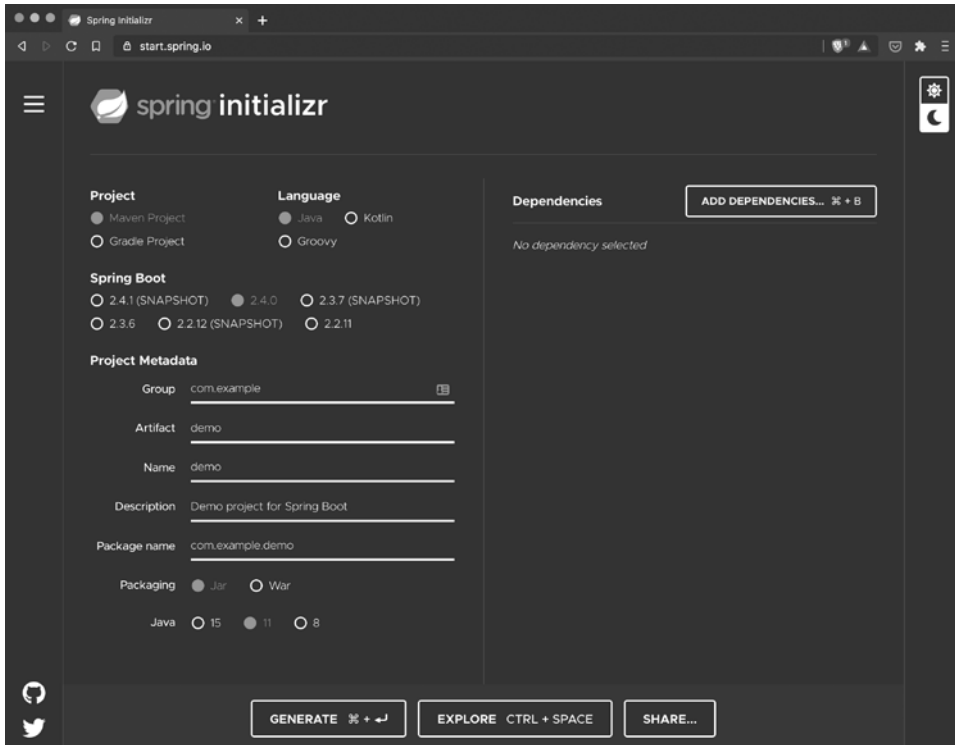 Spring Initializr
start.spring.io
1
spring initializr
Project
Maven Project
Gradle Project
Language
Java Kotlin
Groovy
Spring Boot
2.4.1 (SNAPSHOT) 2.4.0 2.3.7 (SNAPSHOT)
2.3.6 2.2.12 (SNAPSHOT) 2.2.11
Project Metadata
Group com.example
Artifact demo
Name demo
Description Demo project for Spring Boot
Package name com.example.demo
Packaging Jar War
Java 15 11 8
Dependencies ADD DEPENDENCIES... ⌘ + B
No dependency selected
GENERATE ⌘ + ↵ EXPLORE CTRL + SPACE SHARE...